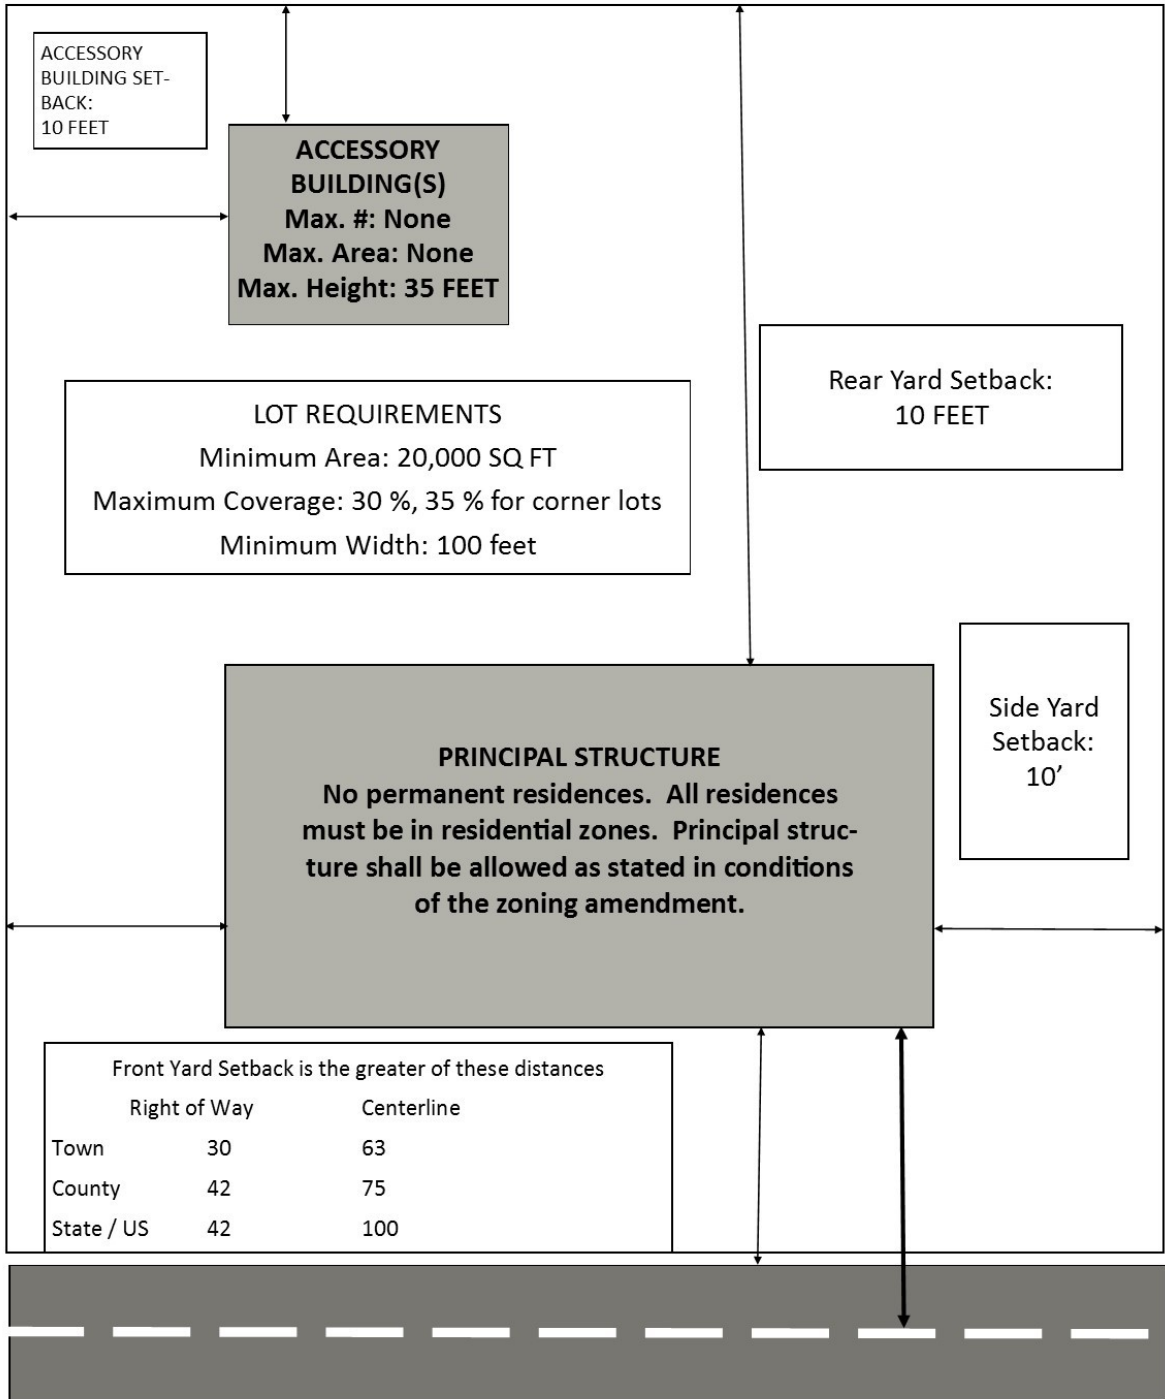 ACCESSORY
BUILDING SET-
BACK:
10 FEET
ACCESSORY
BUILDING(S)
Max. #: None
Max. Area: None
Max. Height: 35 FEET
Rear Yard Setback:
10 FEET
LOT REQUIREMENTS
Minimum Area: 20,000 SQ FT
Maximum Coverage: 30 %, 35 % for corner lots
Minimum Width: 100 feet
Side Yard
Setback:
10’
PRINCIPAL STRUCTURE
No permanent residences.  All residences
must be in residential zones.  Principal struc-
ture shall be allowed as stated in conditions
of the zoning amendment.
Front Yard Setback is the greater of these distances
Right of Way Centerline
Town 30 63
County 42 75
State / US 42 100